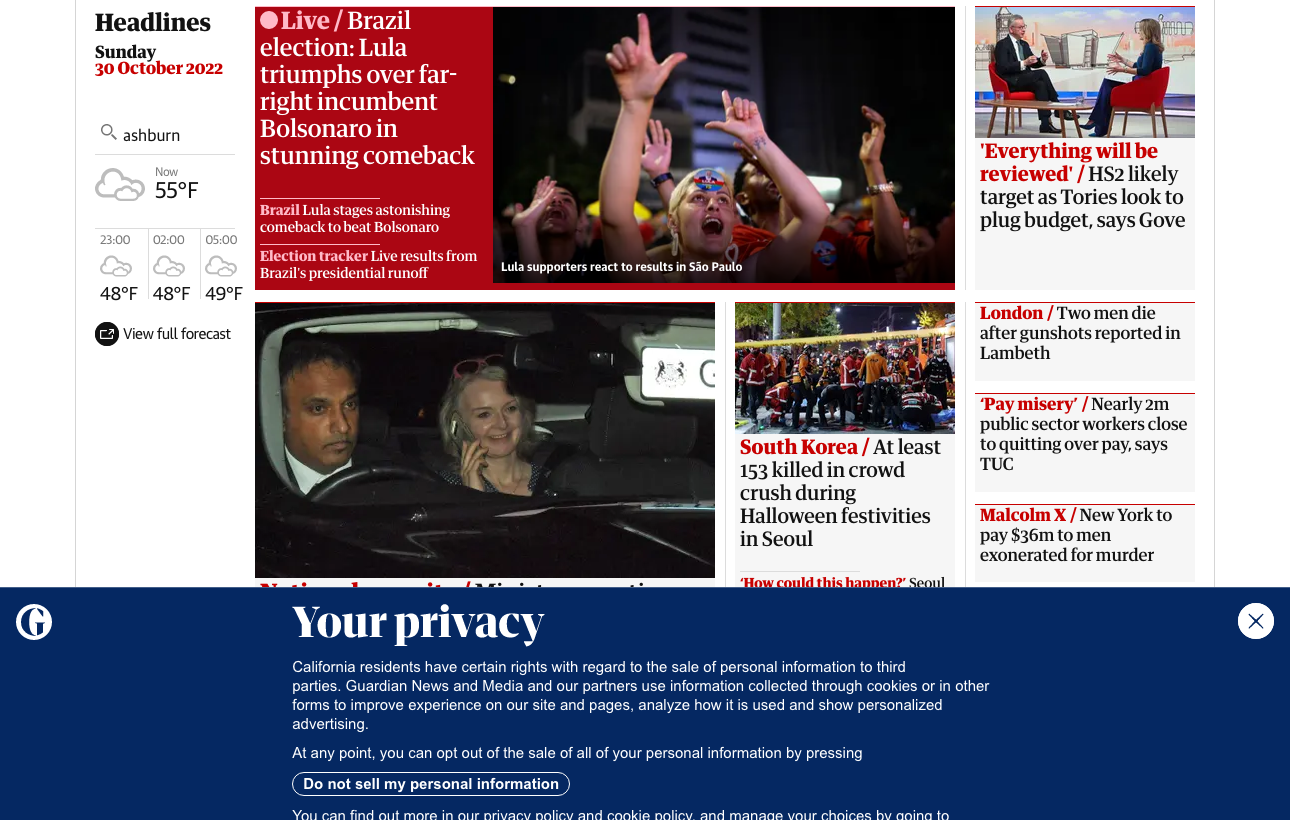 Headlines
Sunday
30 October 2022
ashburn
Now
55°F
23:00
02:00
05:00
48°F
48°F
49°F
View full forecast
Live / Brazil
election: Lula
triumphs over far-
right incumbent
Bolsonaro in
stunning comeback
Brazil Lula stages astonishing
comeback to beat Bolsonaro
Election tracker Live results from
Brazil's presidential runoff
Lula supporters react to results in São Paulo
'Everything will be
reviewed' / HS2 likely
target as Tories look to
plug budget, says Gove
G
South Korea / At least
153 killed in crowd
crush during
Halloween festivities
in Seoul
'How could this happen?' Seoul
London / Two men die
after gunshots reported in
Lambeth
‘Pay misery’ / Nearly 2m
public sector workers close
to quitting over pay, says
TUC
Malcolm X / New York to
pay $36m to men
exonerated for murder
G
Your privacy
California residents have certain rights with regard to the sale of personal information to third
parties. Guardian News and Media and our partners use information collected through cookies or in other
forms to improve experience on our site and pages, analyze how it is used and show personalized
advertising.
At any point, you can opt out of the sale of all of your personal information by pressing
Do not sell my personal information
You can find out more in our privacy policy and cookie policy, and manage your choices by going to